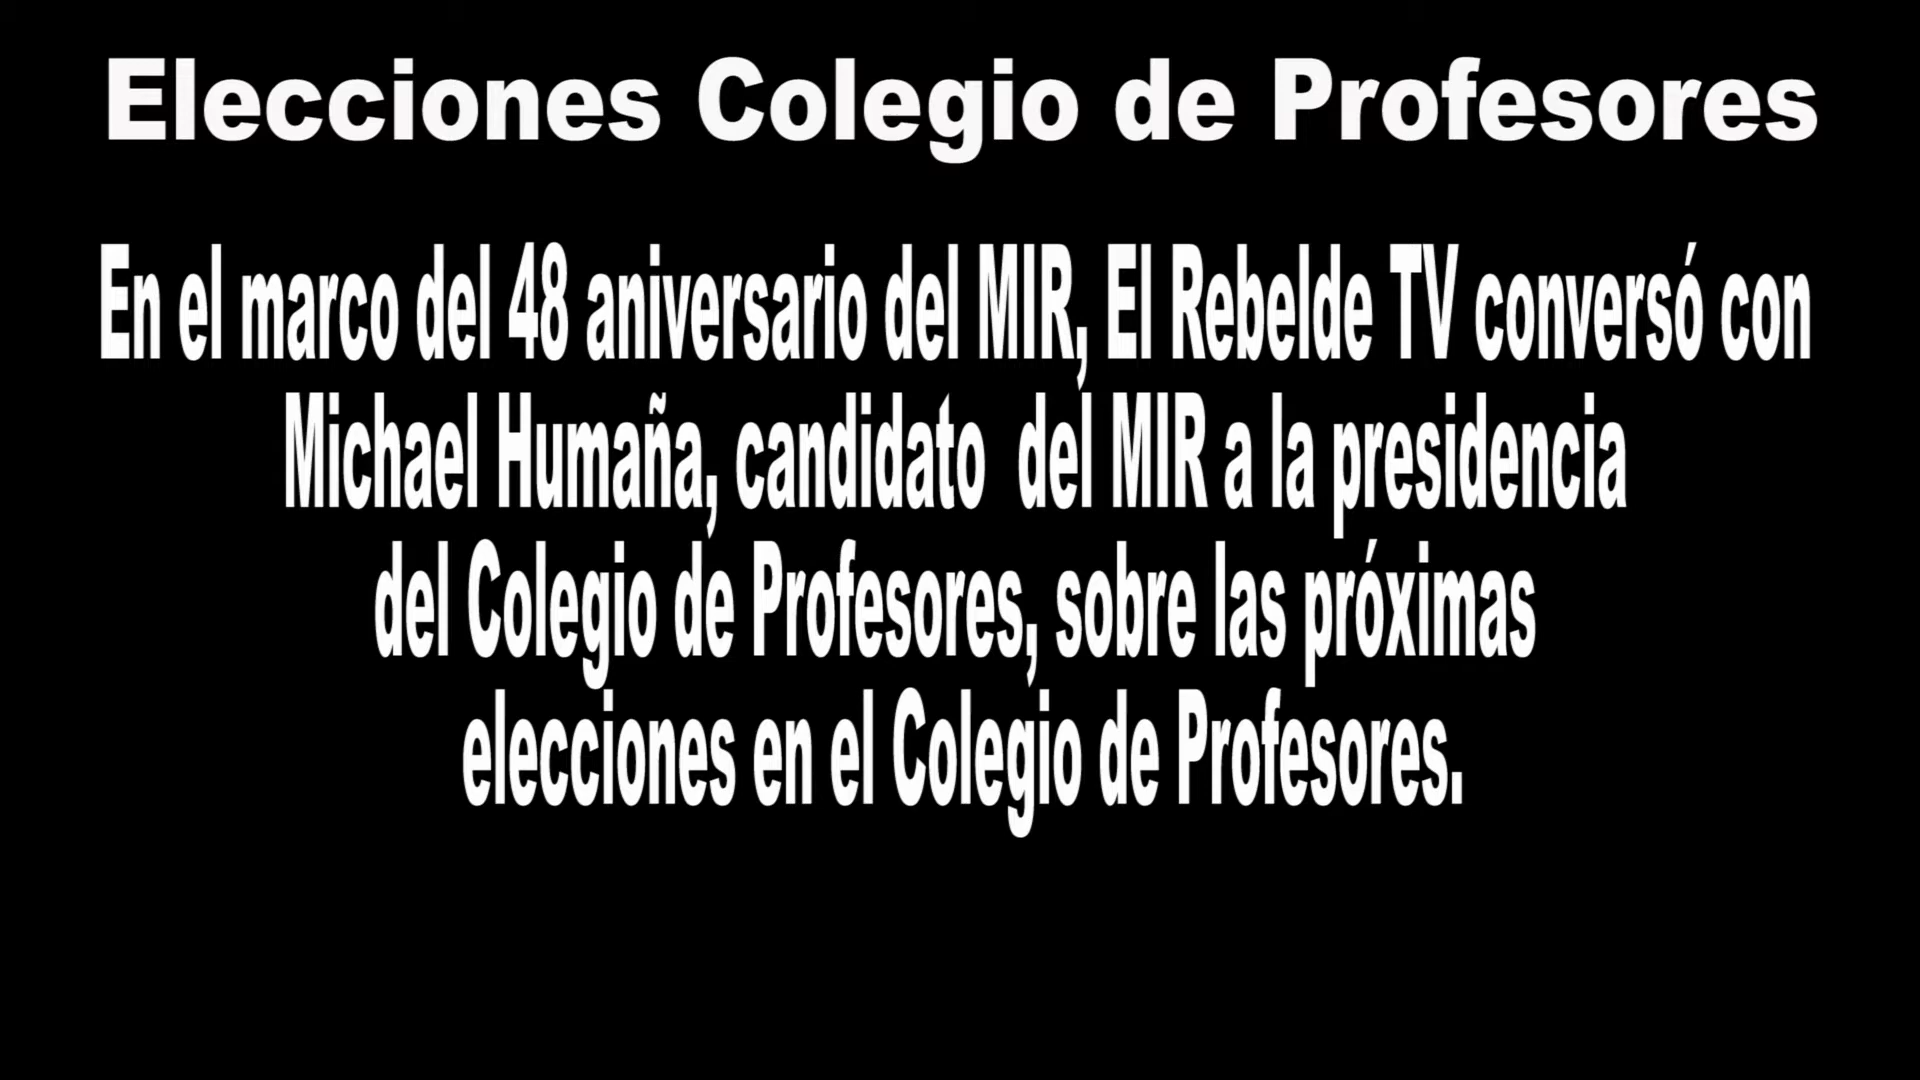 Elecciones Colegio de Profesores
En el marco del 48 aniversario del MIR, El Rebelde TV conversó con
Michael Humaña, candidato  del MIR a la presidencia
del Colegio de Profesores, sobre las próximas
elecciones en el Colegio de Profesores.